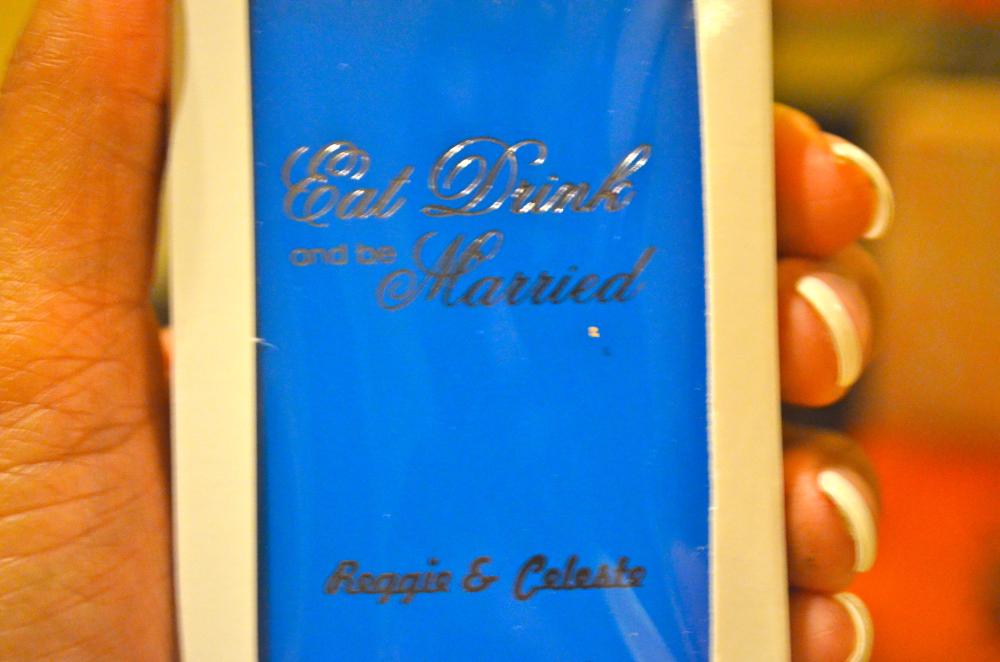 Eat Drink
and be Married
Reggie & Celeste